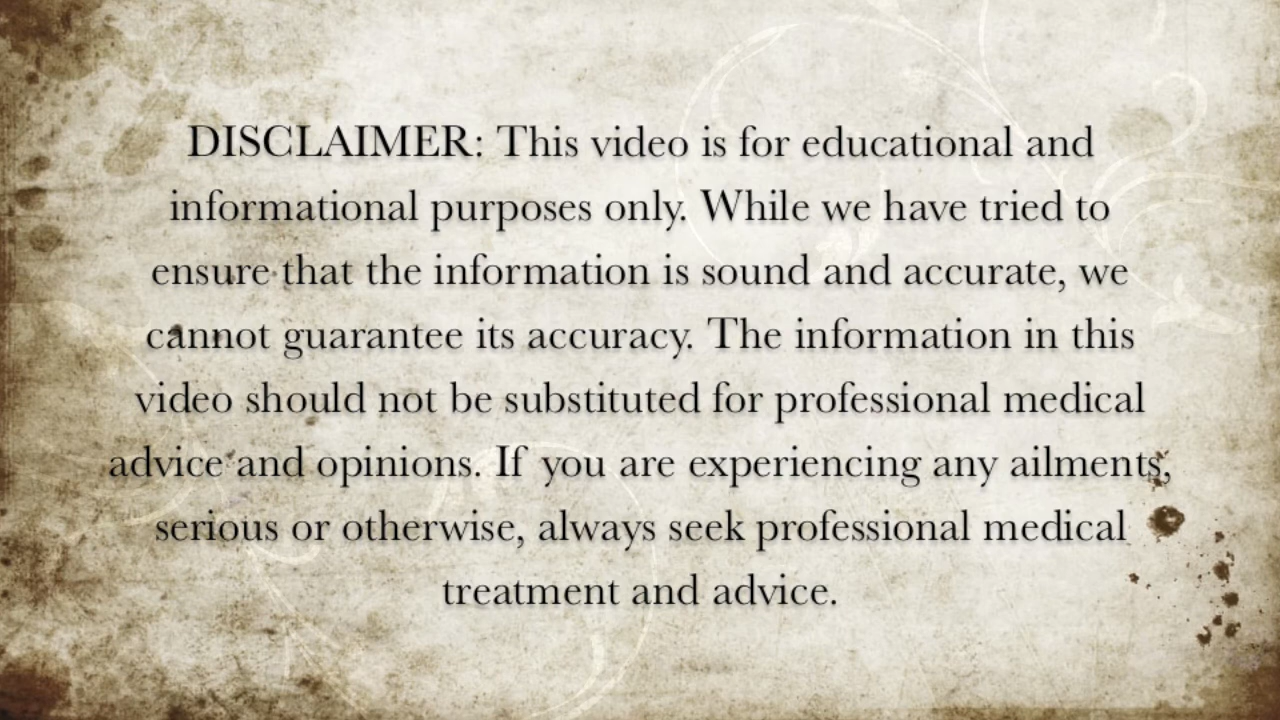 DISCLAIMER: This video is for educational and
informational purposes only. While we have tried to
ensure that the information is sound and accurate, we
cannot guarantee its accuracy. The information in this
video should not be substituted for professional medical
advice and opinions. If you are experiencing any ailments,
serious or otherwise, always seek professional medical
treatment and advice.